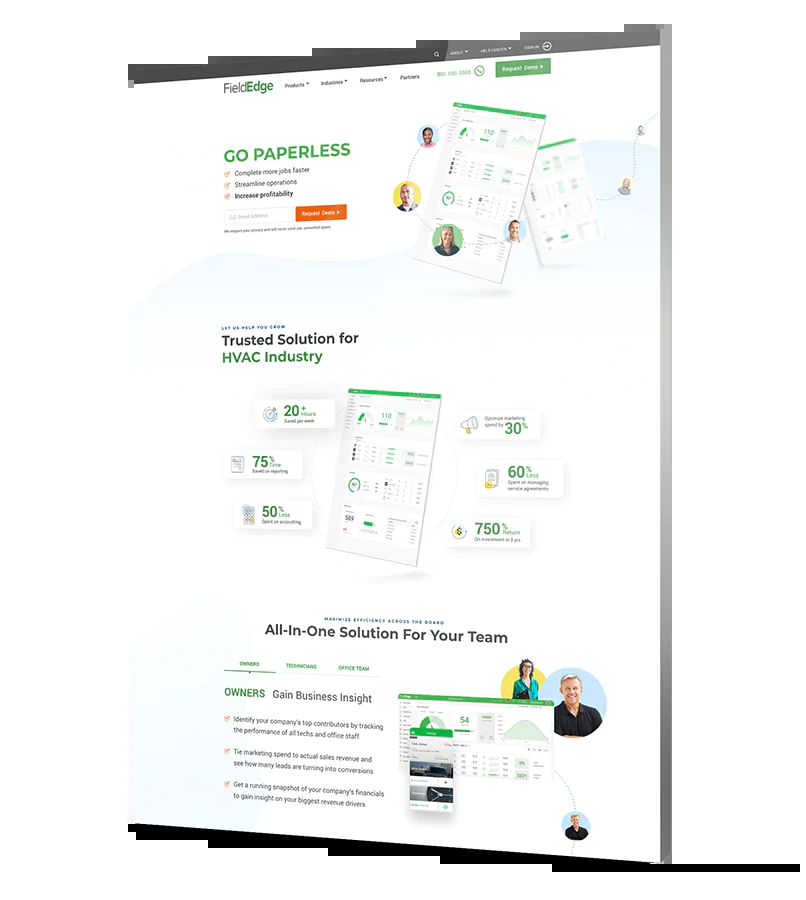 ABOUT
HELP CENTER
SIGN IN
FieldEdge
Products
Industries
Resources
Partners
000 000 0000
Request Demo >
GO PAPERLESS
Complete more jobs faster
Streamline operations
Increase profitability
Email Address
Request Demo >
We respect your privacy and will never send you unwanted spam
110
LET US HELP YOU GROW
Trusted Solution for
HVAC Industry
20+ Hours
Saved per week
75% Time
Saved on reporting
50% Less
Spent on accounting
110
589
Optimize marketing
spend by 30%
60% Less
Spent on managing
service agreements
750% Return
On investment in 3 yrs
MAXIMIZE EFFICIENCY ACROSS THE BOARD
All-In-One Solution For Your Team
OWNERS
TECHNICIANS
OFFICE TEAM
OWNERS Gain Business Insight
Identify your company's top contributors by tracking
the performance of all techs and office staff
Tie marketing spend to actual sales revenue and
see how many leads are turning into conversions
Get a running snapshot of your company's financials
to gain insight on your biggest revenue drivers
54
0%
$321